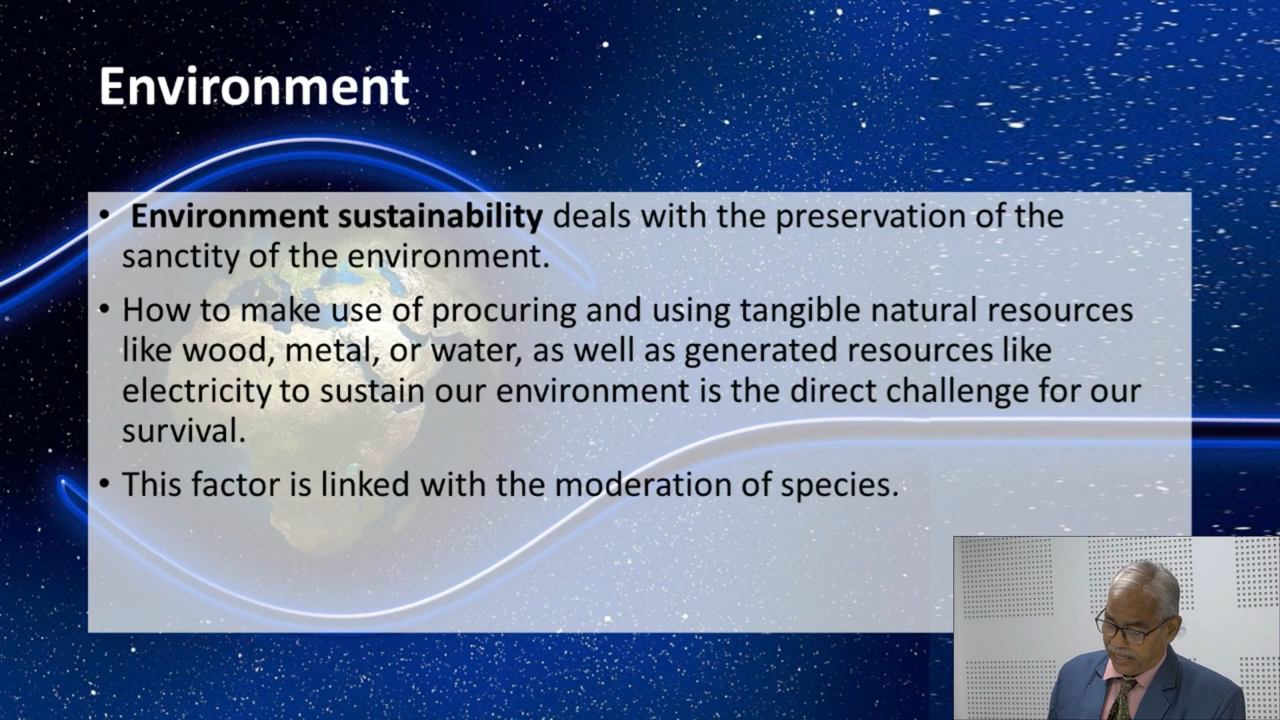 Environment
• Environment sustainability deals with the preservation of the
sanctity of the environment.
• How to make use of procuring and using tangible natural resources
like wood, metal, or water, as well as generated resources like
electricity to sustain our environment is the direct challenge for our
survival.
• This factor is linked with the moderation of species.